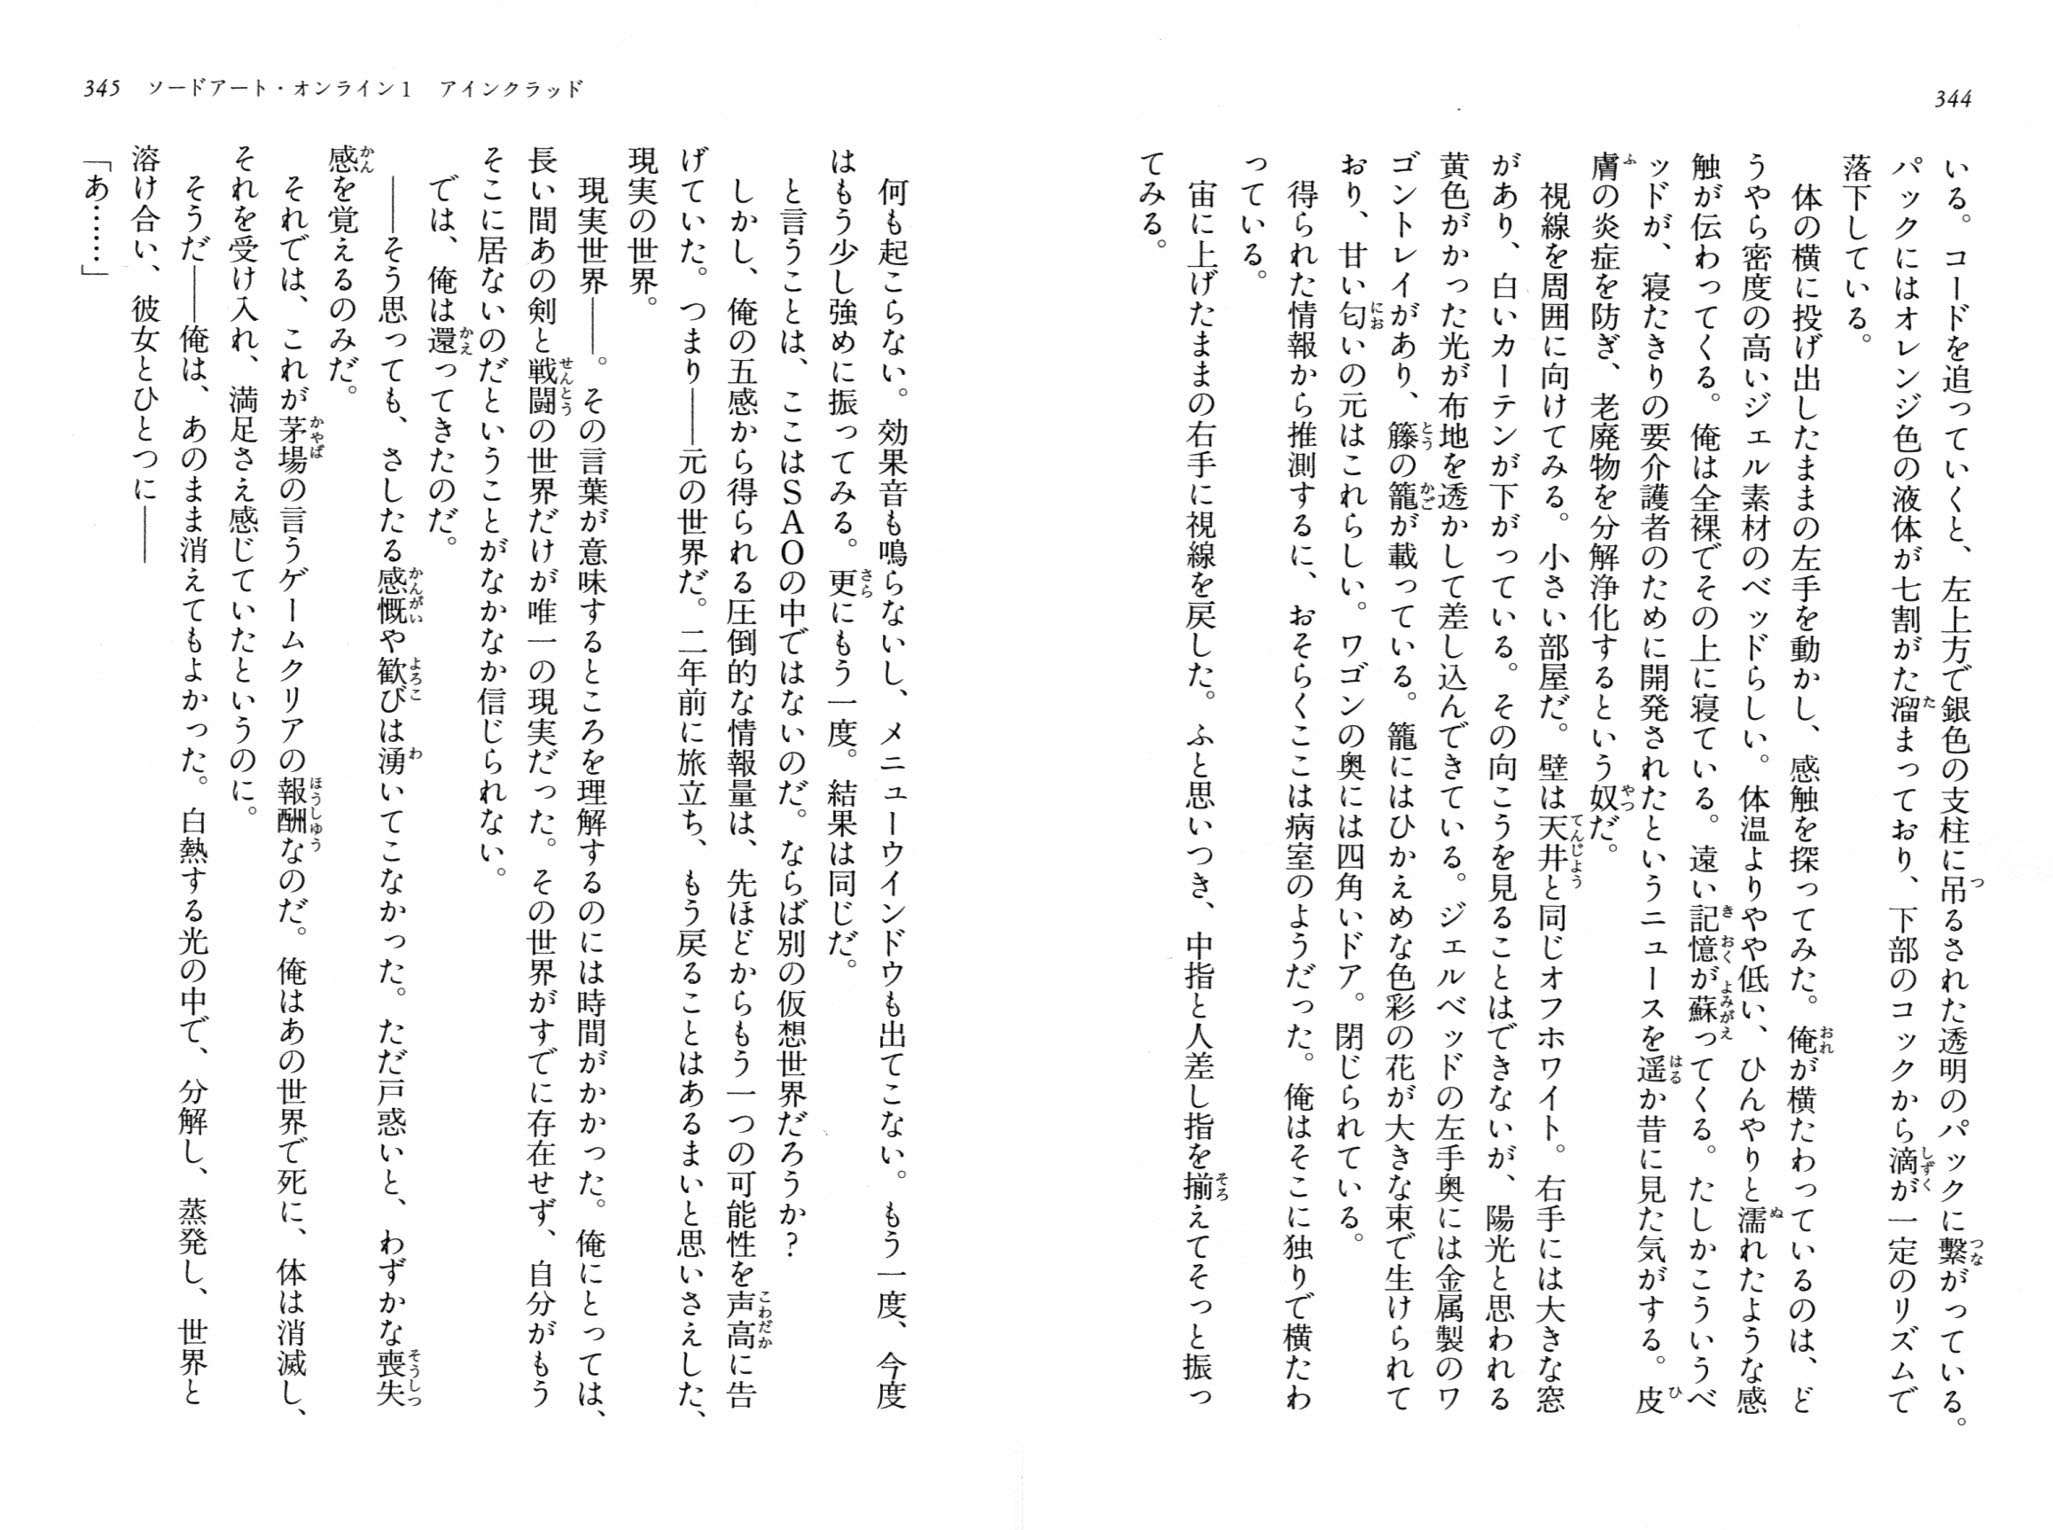 344
いる。コードを追っていくと、左上方で銀色の支柱に吊るされた透明のパックに繋がっている。
パックにはオレンジ色の液体が七割がた溜まっており、下部のコックから滴が一定のリズムで
落下している。
　体の横に投げ出したままの左手を動かし、感触を探ってみた。俺が横たわっているのは、ど
うやら密度の高いジェル素材のベッドらしい。体温よりやや低い、ひんやりと濡れたような感
触が伝わってくる。俺は全裸でその上に寝ている。遠い記憶が蘇ってくる。たしかこういうベ
ッドが、寝たきりの要介護者のために開発されたというニュースを遥か昔に見た気がする。皮
膚の炎症を防ぎ、老廃物を分解浄化するという奴だ。
　視線を周囲に向けてみる。小さい部屋だ。壁は天井と同じオフホワイト。右手には大きな窓
があり、白いカーテンが下がっている。その向こうを見ることはできないが、陽光と思われる
黄色がかった光が布地を透かして差し込んできている。ジェルベッドの左手奥には金属製のワ
ゴントレイがあり、籐の籠が載っている。籠にはひかえめな色彩の花が大きな束で生けられて
おり、甘い匂いの元はこれらしい。ワゴンの奥には四角いドア。閉じられている。
　得られた情報から推測するに、おそらくここは病室のようだった。俺はそこに独りで横たわ
っている。
　宙に上げたままの右手に視線を戻した。ふと思いつき、中指と人差し指を揃えてそっと振っ
てみる。
345　ソードアート・オンライン1　アインクラッド
　何も起こらない。効果音も鳴らないし、メニューウインドウも出てこない。もう一度、今度
はもう少し強めに振ってみる。更にもう一度。結果は同じだ。
　と言うことは、ここはSAOの中ではないのだ。ならば別の仮想世界だろうか？
　しかし、俺の五感から得られる圧倒的な情報量は、先ほどからもう一つの可能性を声高に告
げていた。つまり――元の世界だ。二年前に旅立ち、もう戻ることはあるまいと思いさえした、
現実の世界。
　現実世界――。その言葉が意味するところを理解するのには時間がかかった。俺にとっては、
長い間あの剣と戦闘の世界だけが唯一の現実だった。その世界がすでに存在せず、自分がもう
そこに居ないのだということがなかなか信じられない。
　では、俺は還ってきたのだ。
　――そう思っても、さしたる感慨や歓びは湧いてこなかった。ただ戸惑いと、わずかな喪失
感を覚えるのみだ。
　それでは、これが茅場の言うゲームクリアの報酬なのだ。俺はあの世界で死に、体は消滅し、
それを受け入れ、満足さえ感じていたというのに。
　そうだ――俺は、あのまま消えてもよかった。白熱する光の中で、分解し、蒸発し、世界と
溶け合い、彼女とひとつに――
「あ……」